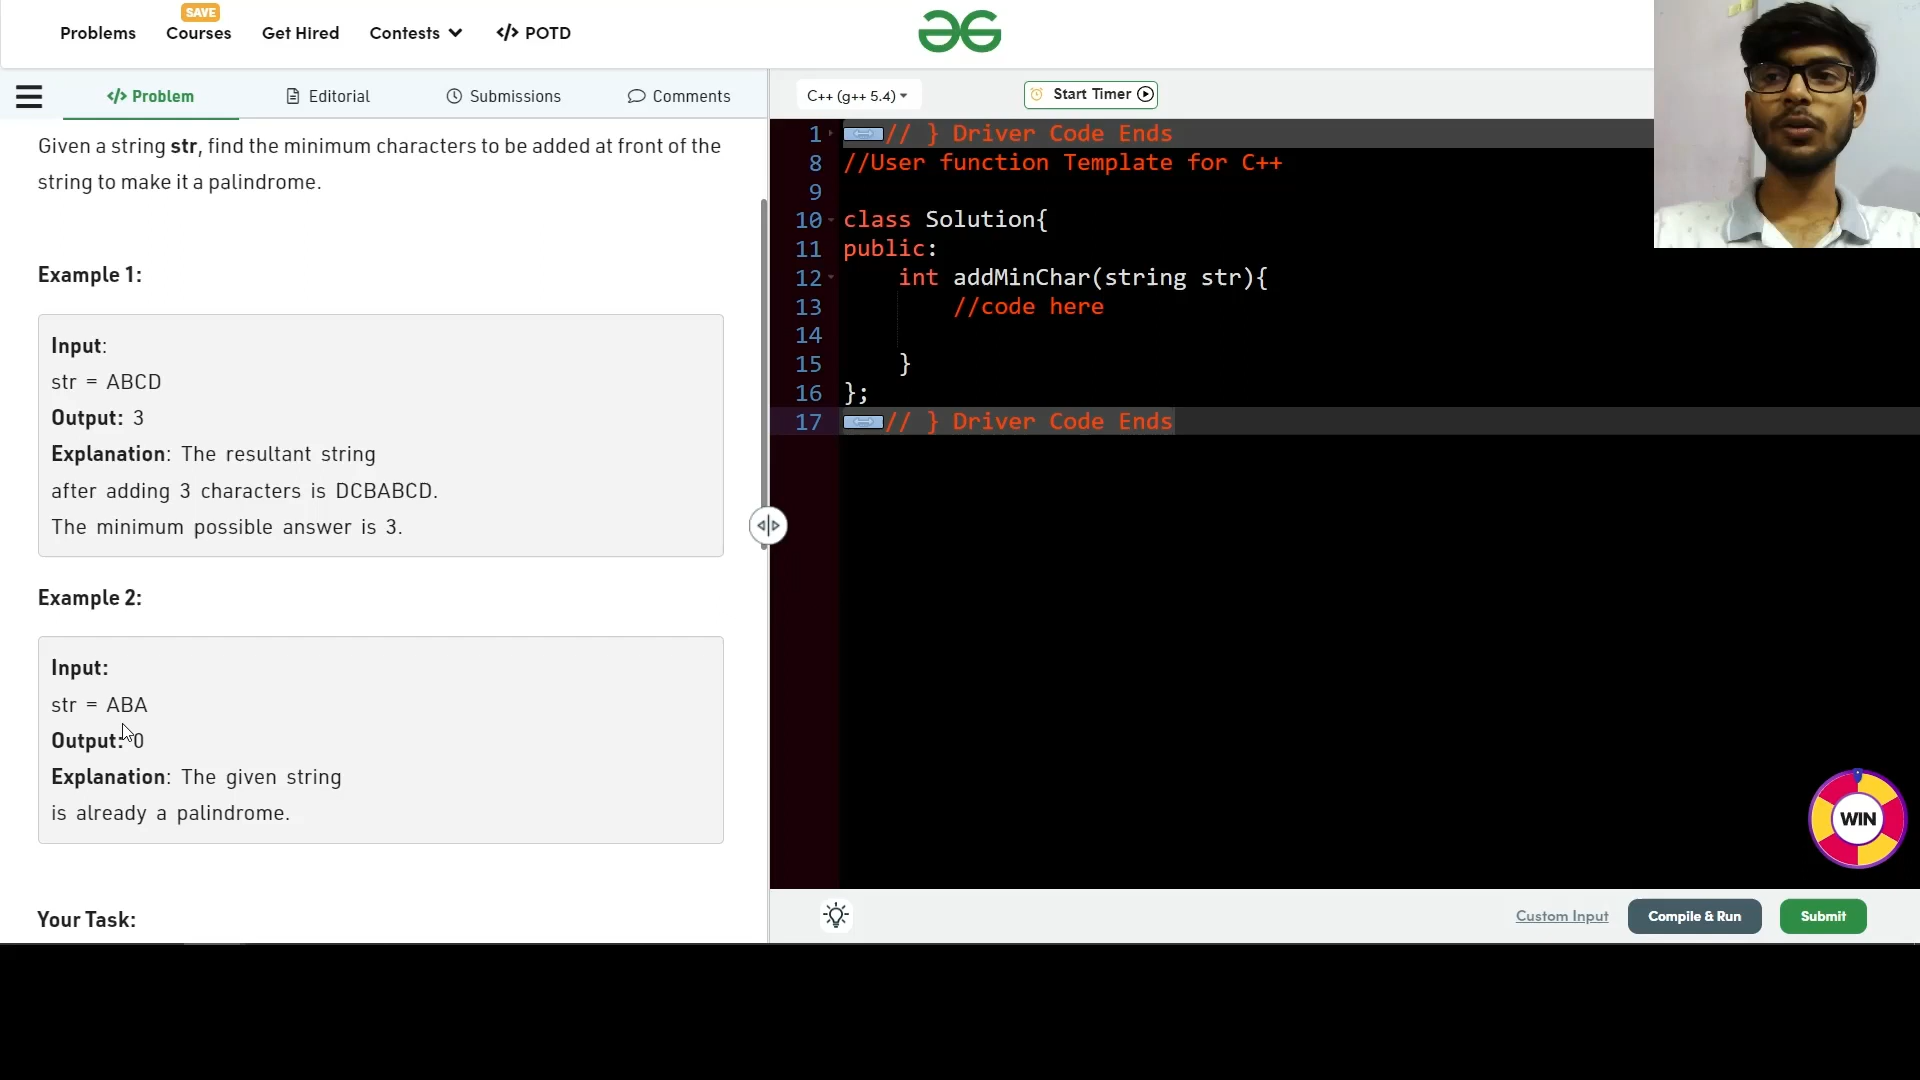 SAVE
Problems Courses Get Hired Contests </> POTD
</> Problem Editorial Submissions Comments
Given a string str, find the minimum characters to be added at front of the
string to make it a palindrome.
Example 1:
Input:
str = ABCD
Output: 3
Explanation: The resultant string
after adding 3 characters is DCBABCD.
The minimum possible answer is 3.
Example 2:
Input:
str = ABA
Output: 0
Explanation: The given string
is already a palindrome.
Your Task:
C++ (g++ 5.4) Start Timer
1 // } Driver Code Ends
8 //User function Template for C++
9
10 class Solution{
11 public:
12 int addMinChar(string str){
13 //code here
14
15 }
16 };
17 // } Driver Code Ends
WIN
Custom Input Compile & Run Submit